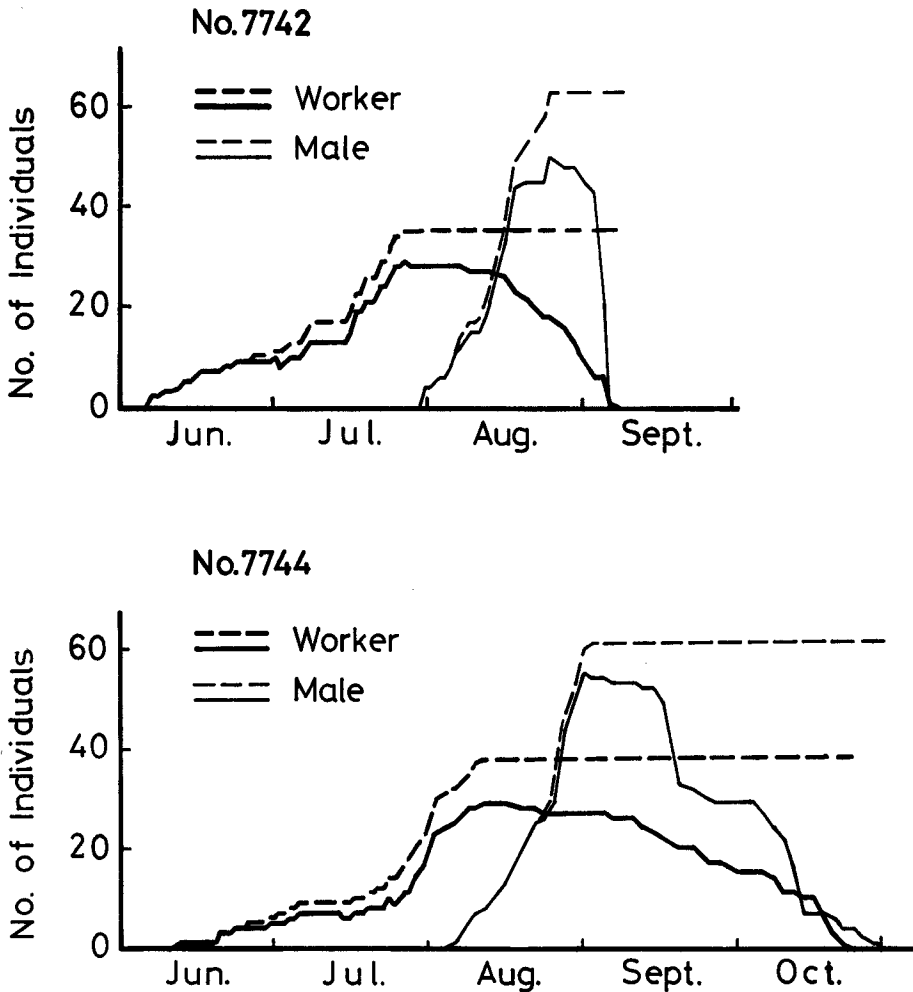 No.7742
Worker
Male
No. of Individuals
60
40
20
0
Jun. Jul. Aug. Sept.
No.7744
Worker
Male
No. of Individuals
60
40
20
0
Jun. Jul. Aug. Sept. Oct.